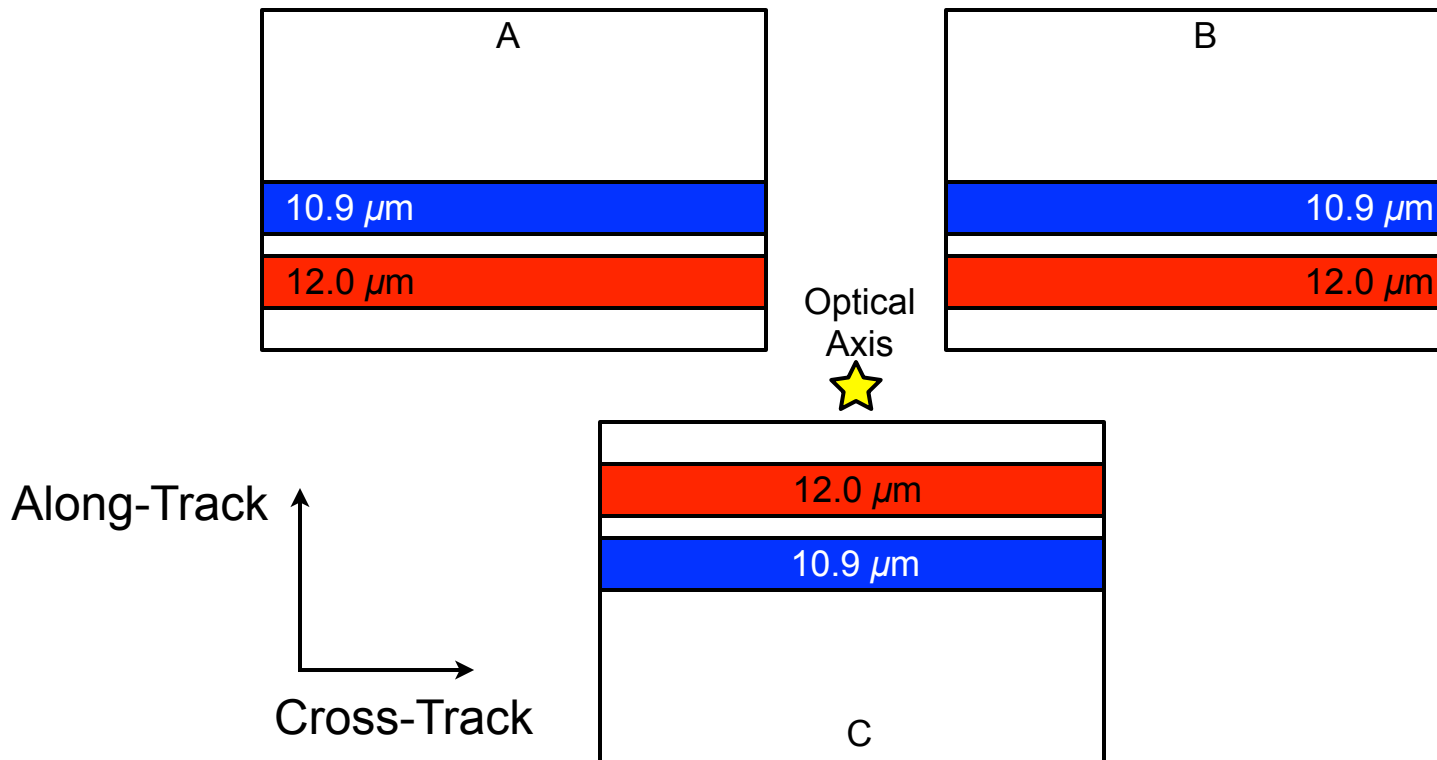 A
B
10.9 µm
10.9 µm
12.0 µm
12.0 µm
Optical
Axis
12.0 µm
Along-Track
10.9 µm
Cross-Track
C